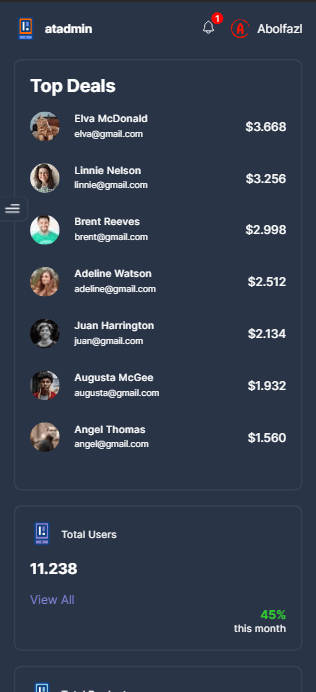 atadmin
1
Abolfazl
Top Deals
Elva McDonald
elva@gmail.com
$3.668
Linnie Nelson
linnie@gmail.com
$3.256
Brent Reeves
brent@gmail.com
$2.998
Adeline Watson
adeline@gmail.com
$2.512
Juan Harrington
juan@gmail.com
$2.134
Augusta McGee
augusta@gmail.com
$1.932
Angel Thomas
angel@gmail.com
$1.560
Total Users
11.238
View All
45%
this month
Total